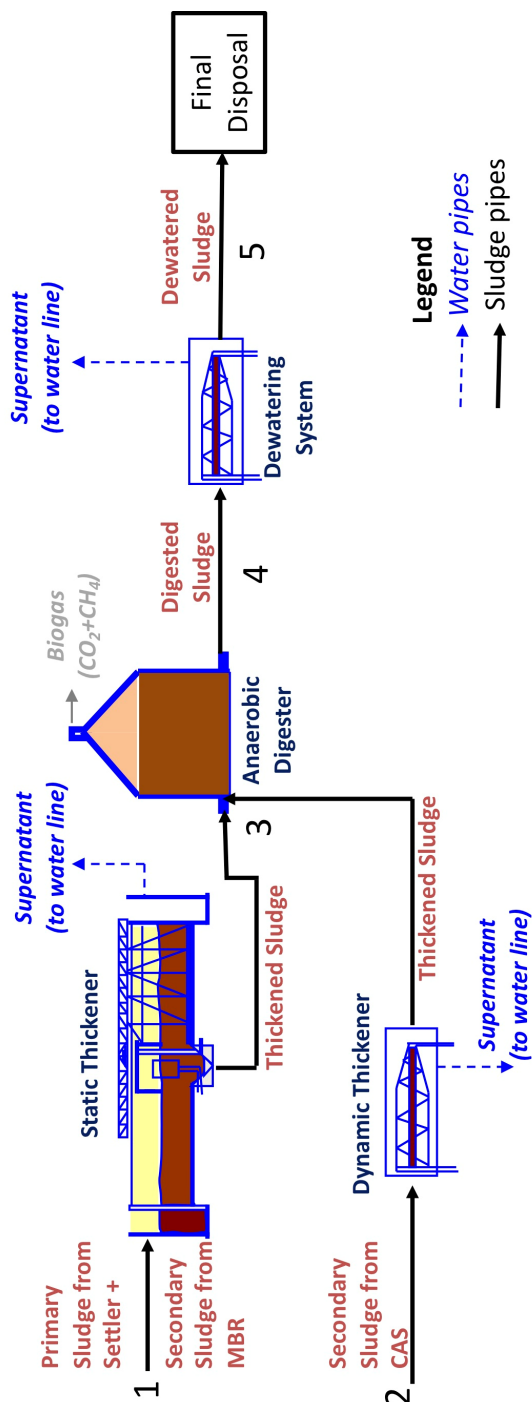 Primary
Sludge from
Settler +
1
Secondary
Sludge from
MBR
Static Thickener
Supernatant
(to water line)
Thickened Sludge
Secondary
Sludge from
CAS
2
Dynamic Thickener
Supernatant
(to water line)
Thickened Sludge
3
Biogas
(CO₂+CH₄)
Anaerobic
Digester
Digested
Sludge
4
Supernatant
(to water line)
Dewatering
System
Dewatered
Sludge
5
Final
Disposal
Legend
Water pipes
Sludge pipes